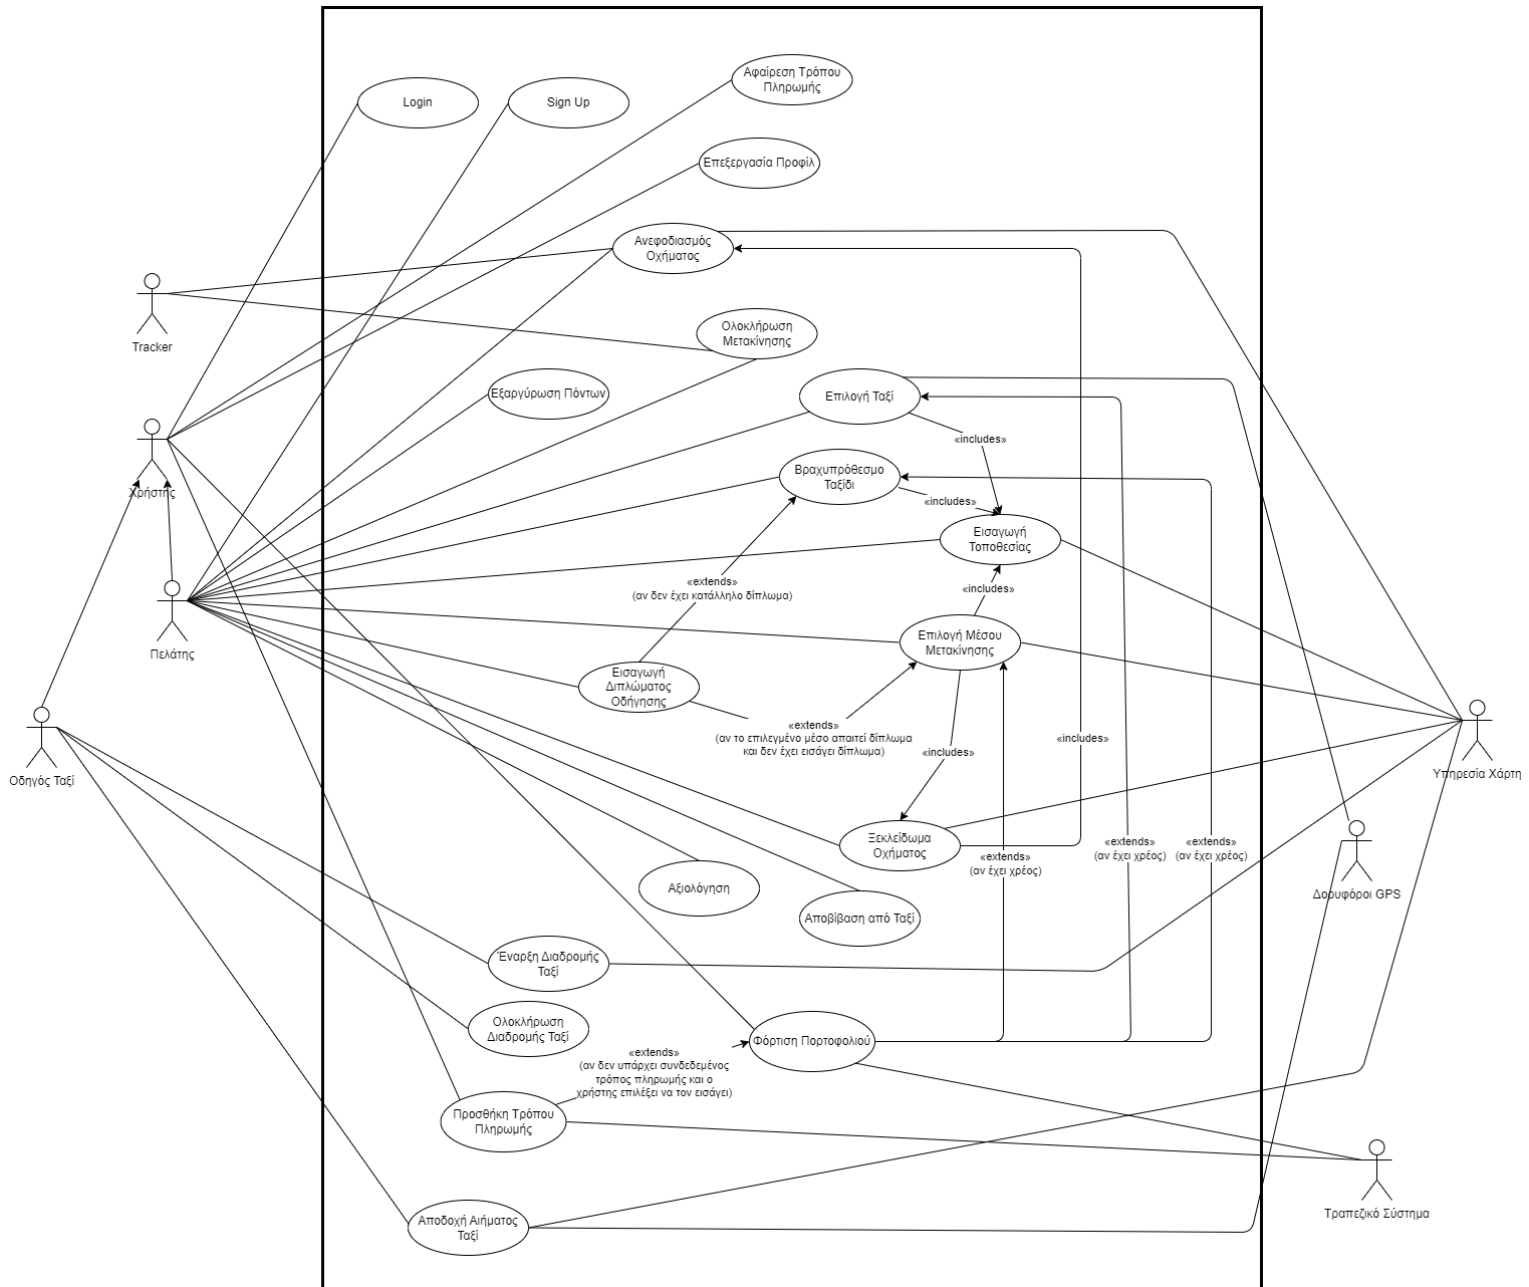 Αφαίρεση Τρόπου
Πληρωμής
Login
Sign Up
Επεξεργασία Προφίλ
Ανεφοδιασμός
Οχήματος
Tracker
Ολοκλήρωση
Μετακίνησης
Εξαργύρωση Πόντων
Επιλογή Ταξί
«includes»
Χρήστης
Βραχυπρόθεσμο
Ταξίδι
«includes»
Εισαγωγή
Τοποθεσίας
«extends»
(αν δεν έχει κατάλληλο δίπλωμα)
«includes»
Πελάτης
Επιλογή Μέσου
Μετακίνησης
Εισαγωγή
Διπλώματος
Οδήγησης
«extends»
(αν το επιλεγμένο μέσο απαιτεί δίπλωμα
και δεν έχει εισάγει δίπλωμα)
«includes»
«includes»
Οδηγός Ταξί
Υπηρεσία Χάρτη
Ξεκλείδωμα
Οχήματος
«extends»
(αν έχει χρέος)
«extends»
(αν έχει χρέος)
«extends»
(αν έχει χρέος)
Αξιολόγηση
Δορυφόροι GPS
Αποβίβαση από Ταξί
Έναρξη Διαδρομής
Ταξί
Ολοκλήρωση
Διαδρομής Ταξί
Φόρτιση Πορτοφολιού
«extends»
(αν δεν υπάρχει συνδεδεμένος
τρόπος πληρωμής και ο
χρήστης επιλέξει να τον εισάγει)
Προσθήκη Τρόπου
Πληρωμής
Τραπεζικό Σύστημα
Αποδοχή Αιήματος
Ταξί